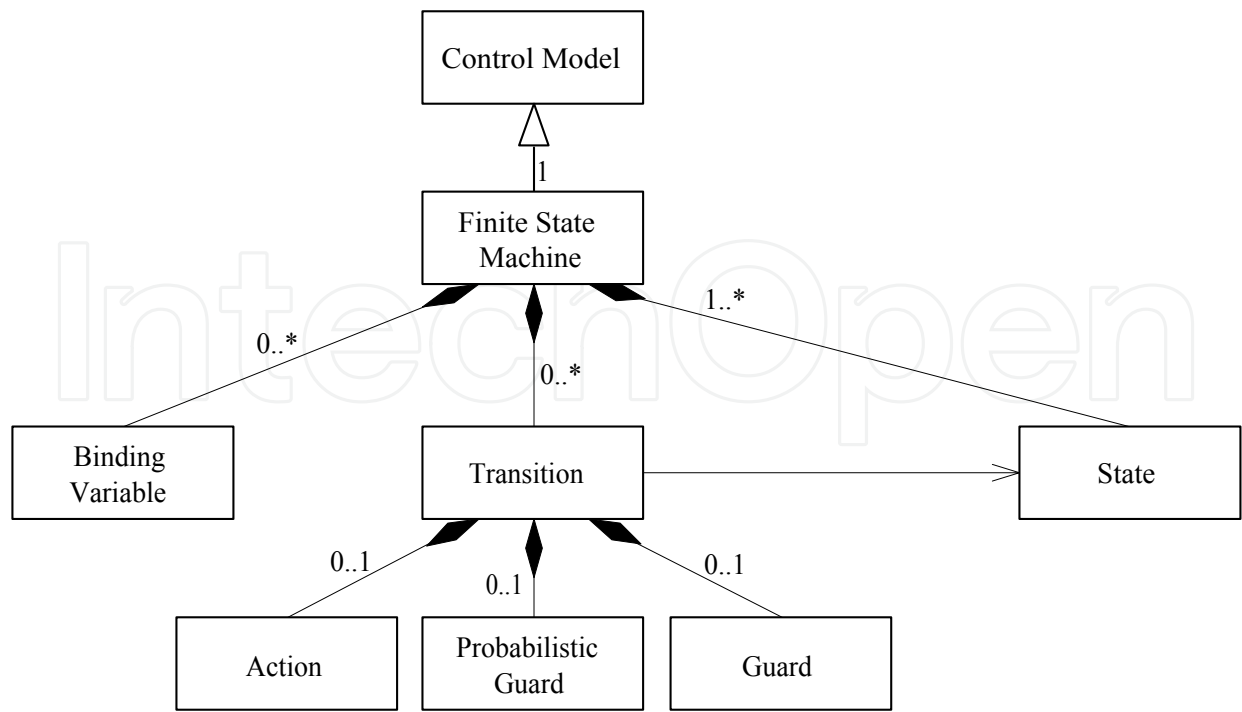 Control Model
1
Finite State
Machine
1..*
0..*
0..*
Binding
Variable
Transition
State
0..1
0..1
0..1
Action
Probabilistic
Guard
Guard
IntechOpen